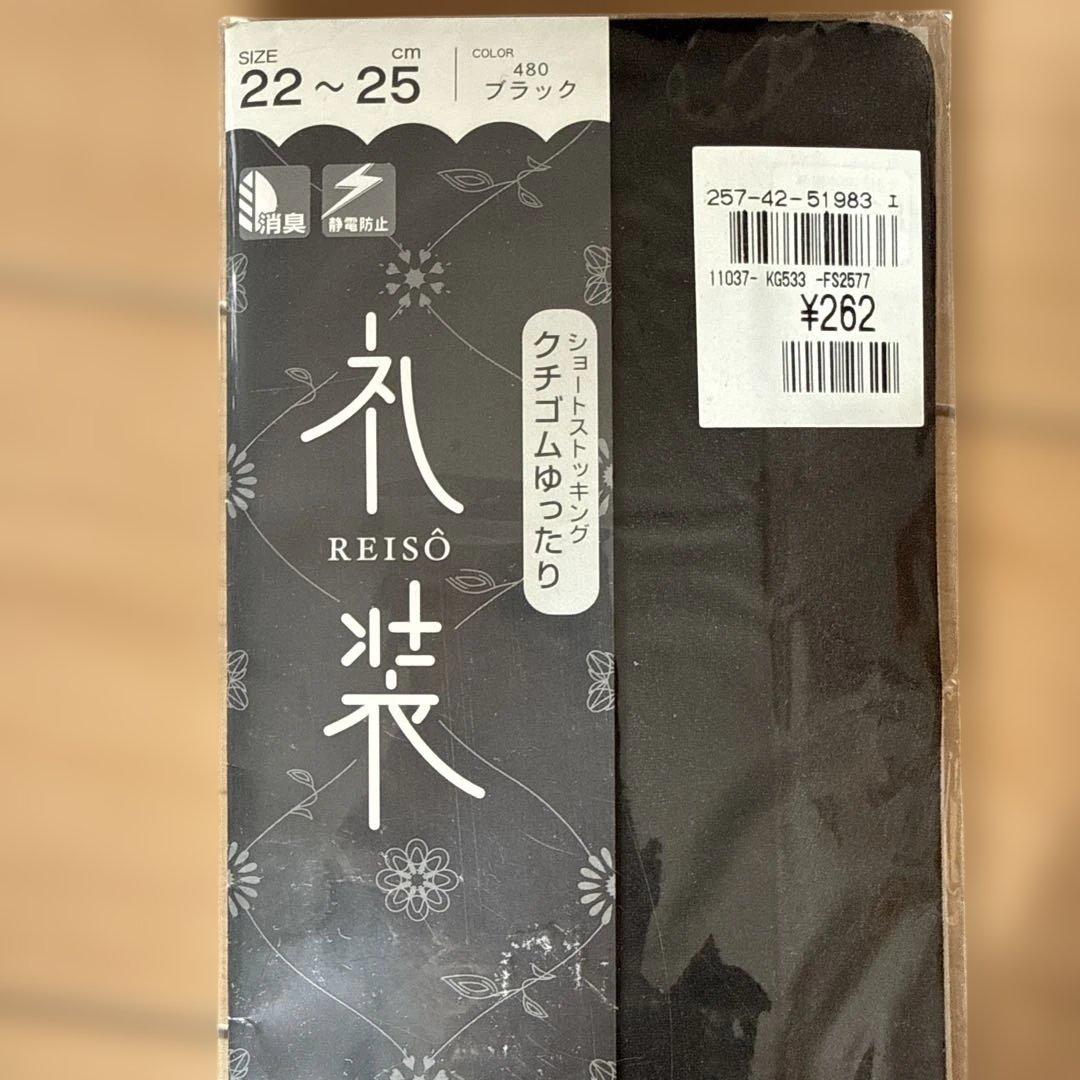 SIZE
22～25 cm
COLOR
480
ブラック
消臭
静電防止
礼
REISÔ
装
ショートストッキング
クチゴムゆったり
257-42-51983 エ
11037- KG533 -FS2577
¥262